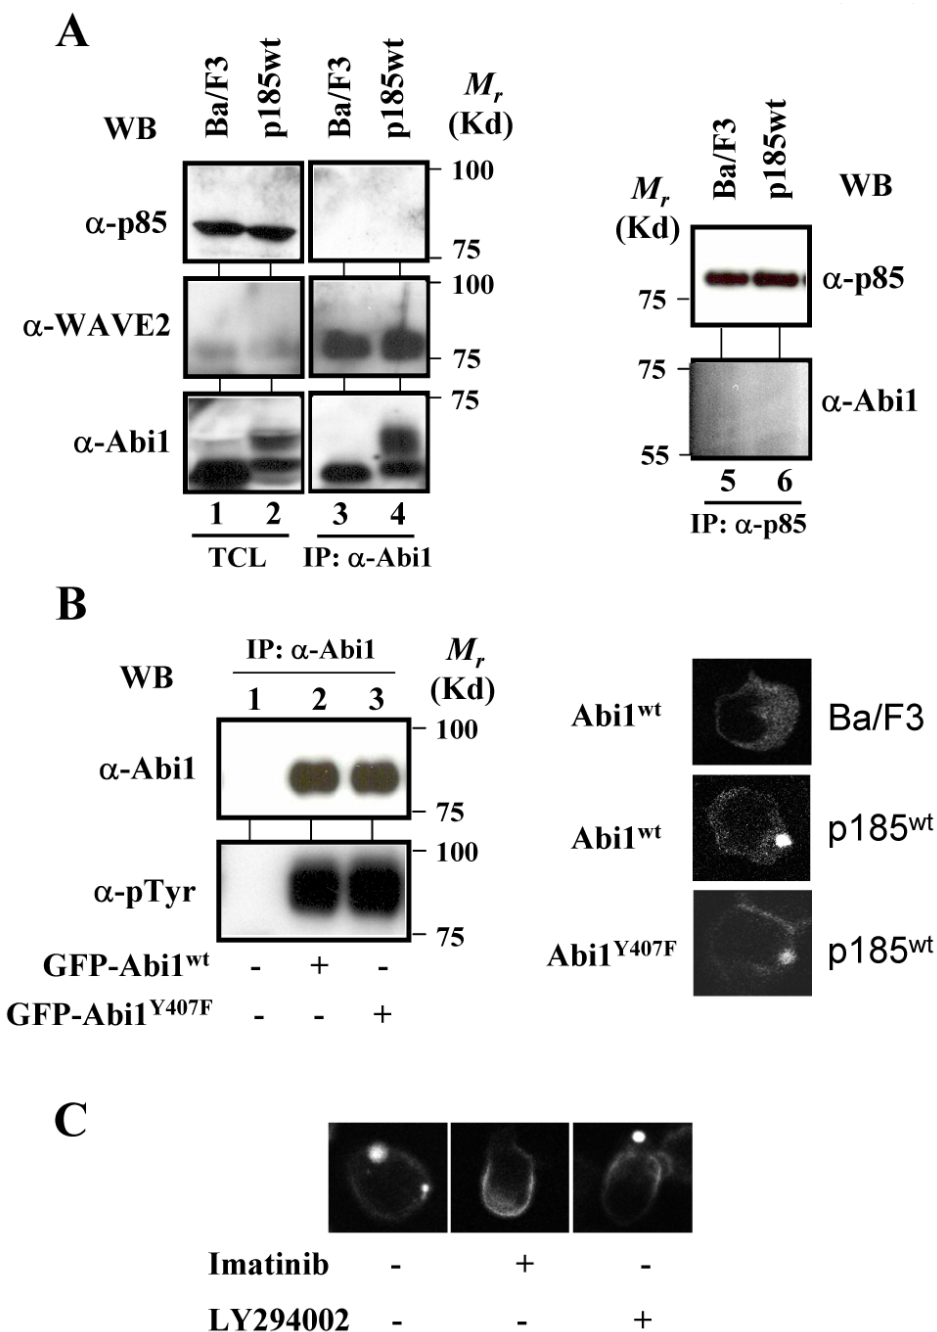 A
WB
Ba/F3
p185wt
Ba/F3
p185wt
Mr
(Kd)
α-p85
100
75
α-WAVE2
100
75
α-Abi1
75
1 2 3 4
TCL IP: α-Abi1
Mr
(Kd)
Ba/F3
p185wt
WB
75
α-p85
75
α-Abi1
55
5 6
IP: α-p85
B
IP: α-Abi1
WB
Mr
(Kd)
1 2 3
α-Abi1
100
75
α-pTyr
100
75
GFP-Abi1wt - + -
GFP-Abi1Y407F - - +
Abi1wt Ba/F3
Abi1wt p185wt
Abi1Y407F p185wt
C
Imatinib - + -
LY294002 - - +